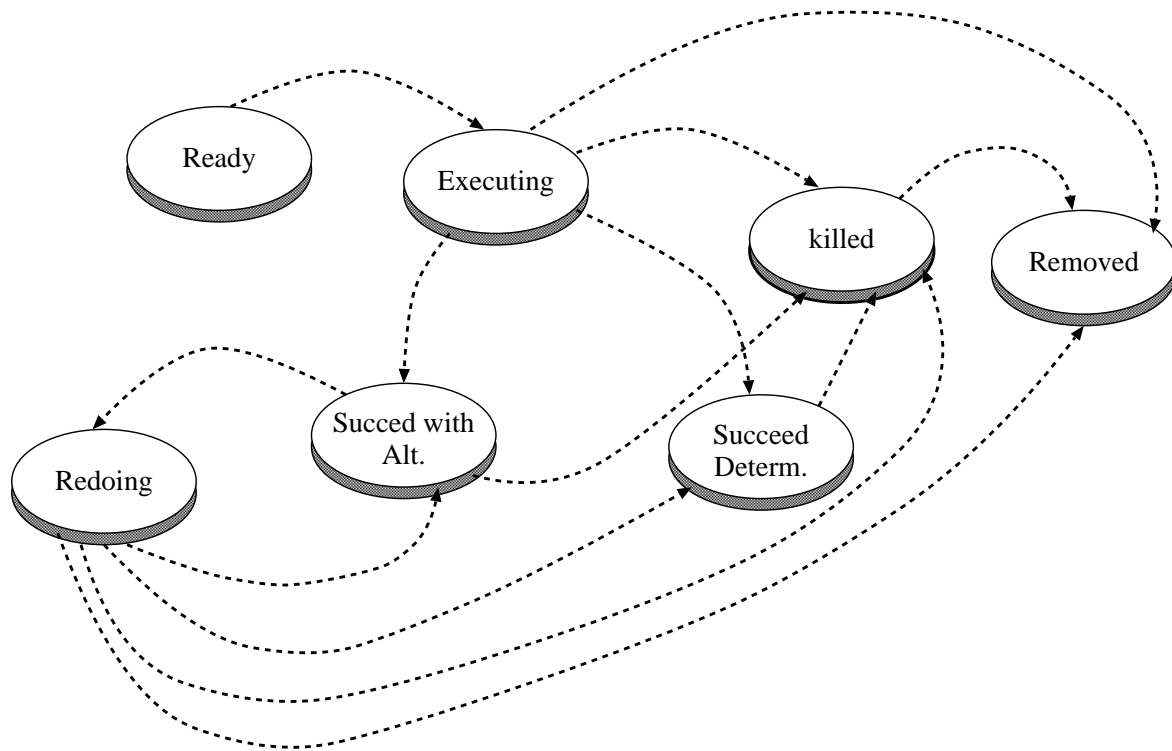 Ready
Executing
killed
Removed
Succed with
Alt.
Succeed
Determ.
Redoing